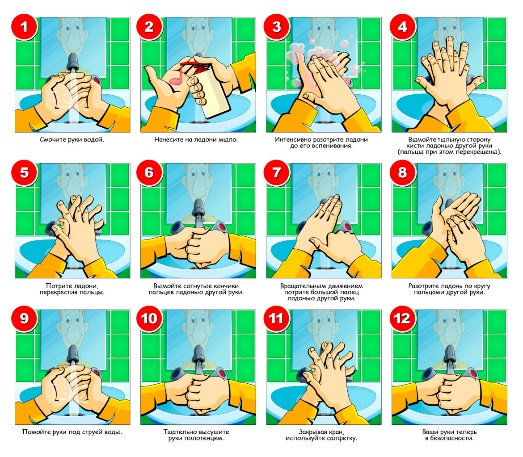 1
2
3
4
Смочите руки водой.
Нанесите на ладони мыло.
Интенсивно разотрите ладони
до его вспенивания.
Вымойте тыльную сторону
кисти ладонью другой руки
(пальцы при этом перекрещены).
5
6
7
8
Потрите ладони,
перекрестив пальцы.
Вымойте согнутые кончики
пальцев ладонью другой руки.
Вращательным движением
потрите большой палец
ладонью другой руки.
Разотрите ладонь по кругу
пальцами другой руки.
9
10
11
12
Помойте руки под струей воды.
Тщательно высушите
руки полотенцем.
Закрывая кран,
используйте салфетку.
Ваши руки теперь
в безопасности.